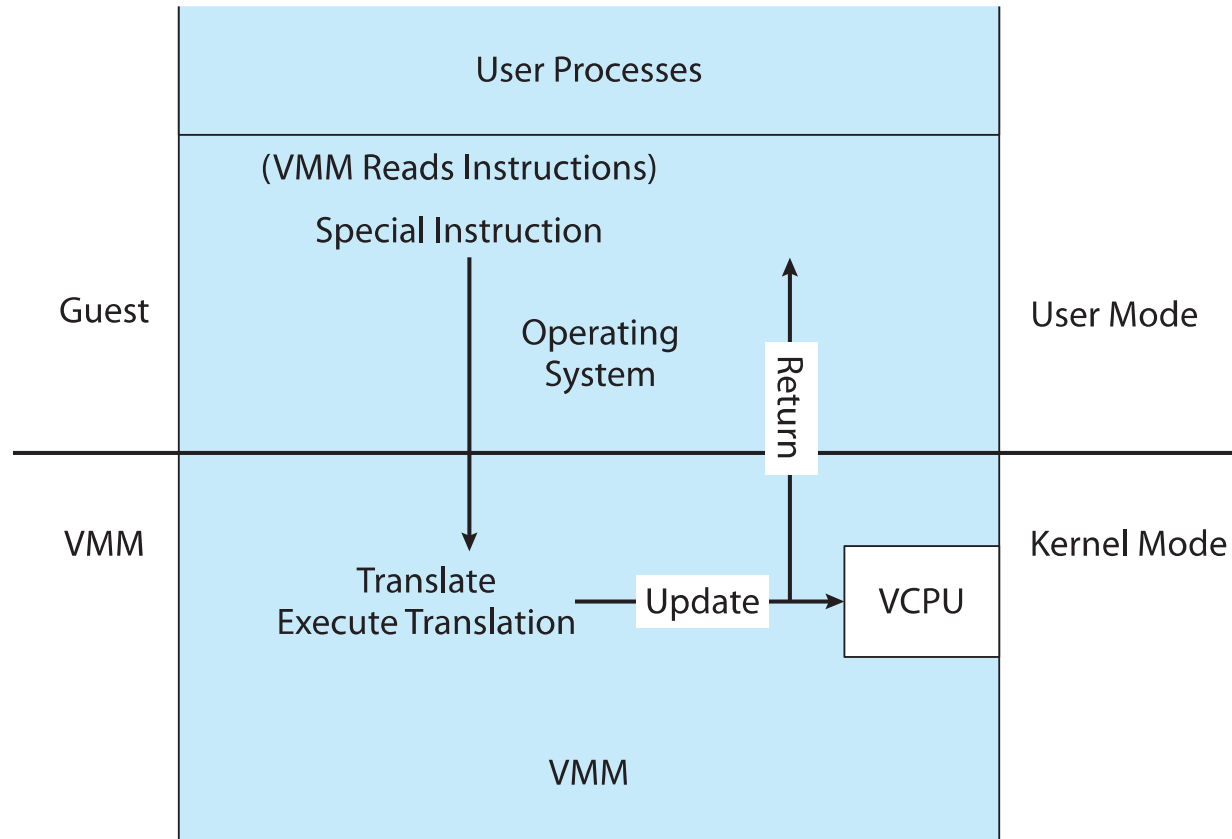 User Processes
(VMM Reads Instructions)
Special Instruction
Guest
Operating
System
Return
User Mode
VMM
Kernel Mode
Translate
Execute Translation
Update
VCPU
VMM